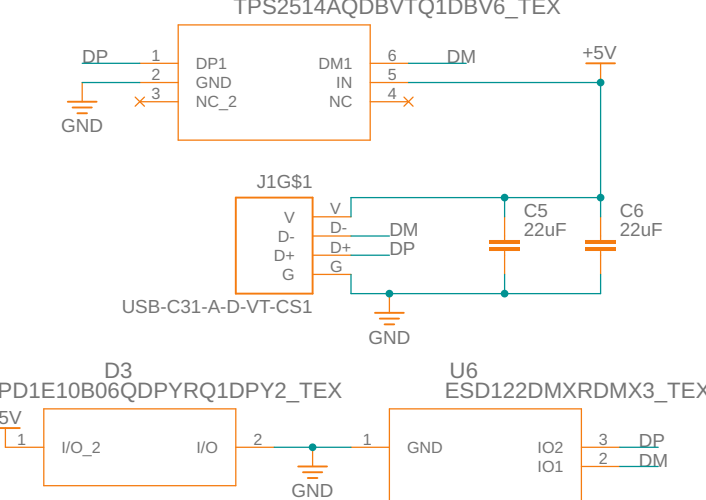 TPS2514AQDBVTQ1DBV6_TEX
DP 1 DP1 DM1 6 DM
2 GND IN 5
3 NC_2 NC 4
GND
+5V
J1G$1
V V
D- D- DM
D+ D+ DP
G G
USB-C31-A-D-VT-CS1
GND
C5
22uF
C6
22uF
D3
PD1E10B06QDPYRQ1DPY2_TEX
5V
1 I/O_2 I/O 2
GND
U6
ESD122DMXRDMX3_TEX
1 GND IO2 3 DP
IO1 2 DM